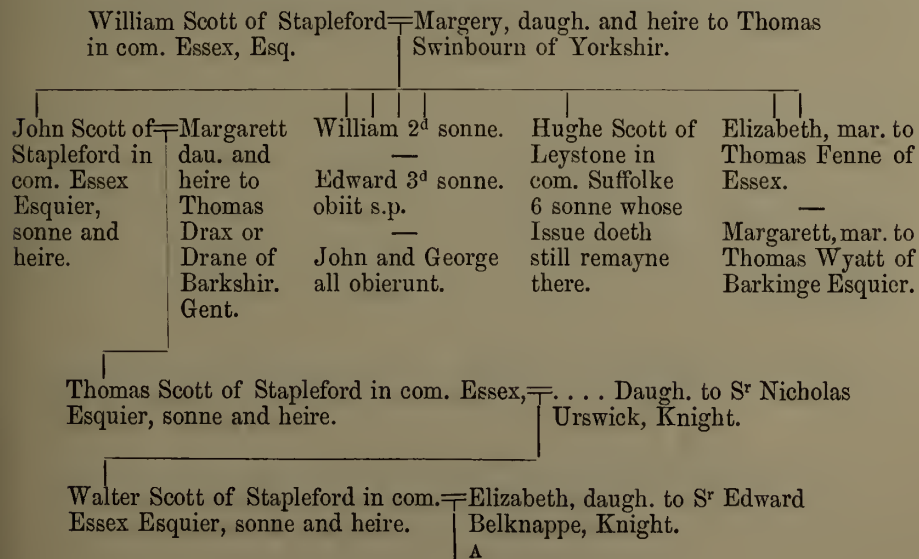 William Scott of Stapleford
in com. Essex, Esq.
Margery, daugh. and heire to Thomas
Swinbourn of Yorkshir.
John Scott of
Stapleford in
com. Essex
Esquier,
sonne and
heire.
Margarett
dau. and
heire to
Thomas
Drax or
Drane of
Barkshir.
Gent.
William 2d sonne.
—
Edward 3d sonne.
obiit s.p.
—
John and George
all obierunt.
Hughe Scott of
Leystone in
com. Suffolke
6 sonne whose
Issue doeth
still remayne
there.
Elizabeth, mar. to
Thomas Fenne of
Essex.
—
Margarett, mar. to
Thomas Wyatt of
Barkinge Esquier.
Thomas Scott of Stapleford in com. Essex,
Esquier, sonne and heire.
. . . . Daugh. to Sr Nicholas
Urswick, Knight.
Walter Scott of Stapleford in com.
Essex Esquier, sonne and heire.
Elizabeth, daugh. to Sr Edward
Belknappe, Knight.
A